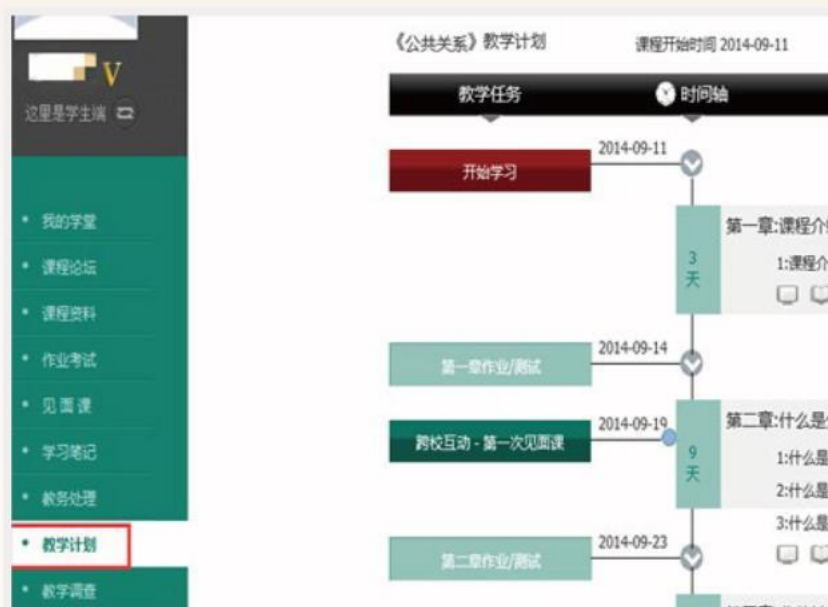 V
这里是学生端
我的学堂
课程论坛
课程资料
作业考试
见面课
学习笔记
教务处理
教学计划
教学调查
《公共关系》教学计划 课程开始时间 2014-09-11
教学任务 时间轴
开始学习 2014-09-11
第一章:课程介
3天
1:课程介
第一章作业/测试 2014-09-14
跨校互动 - 第一次见面课 2014-09-19
第二章:什么是
9天
1:什么是
2:什么是
3:什么是
第二章作业/测试 2014-09-23